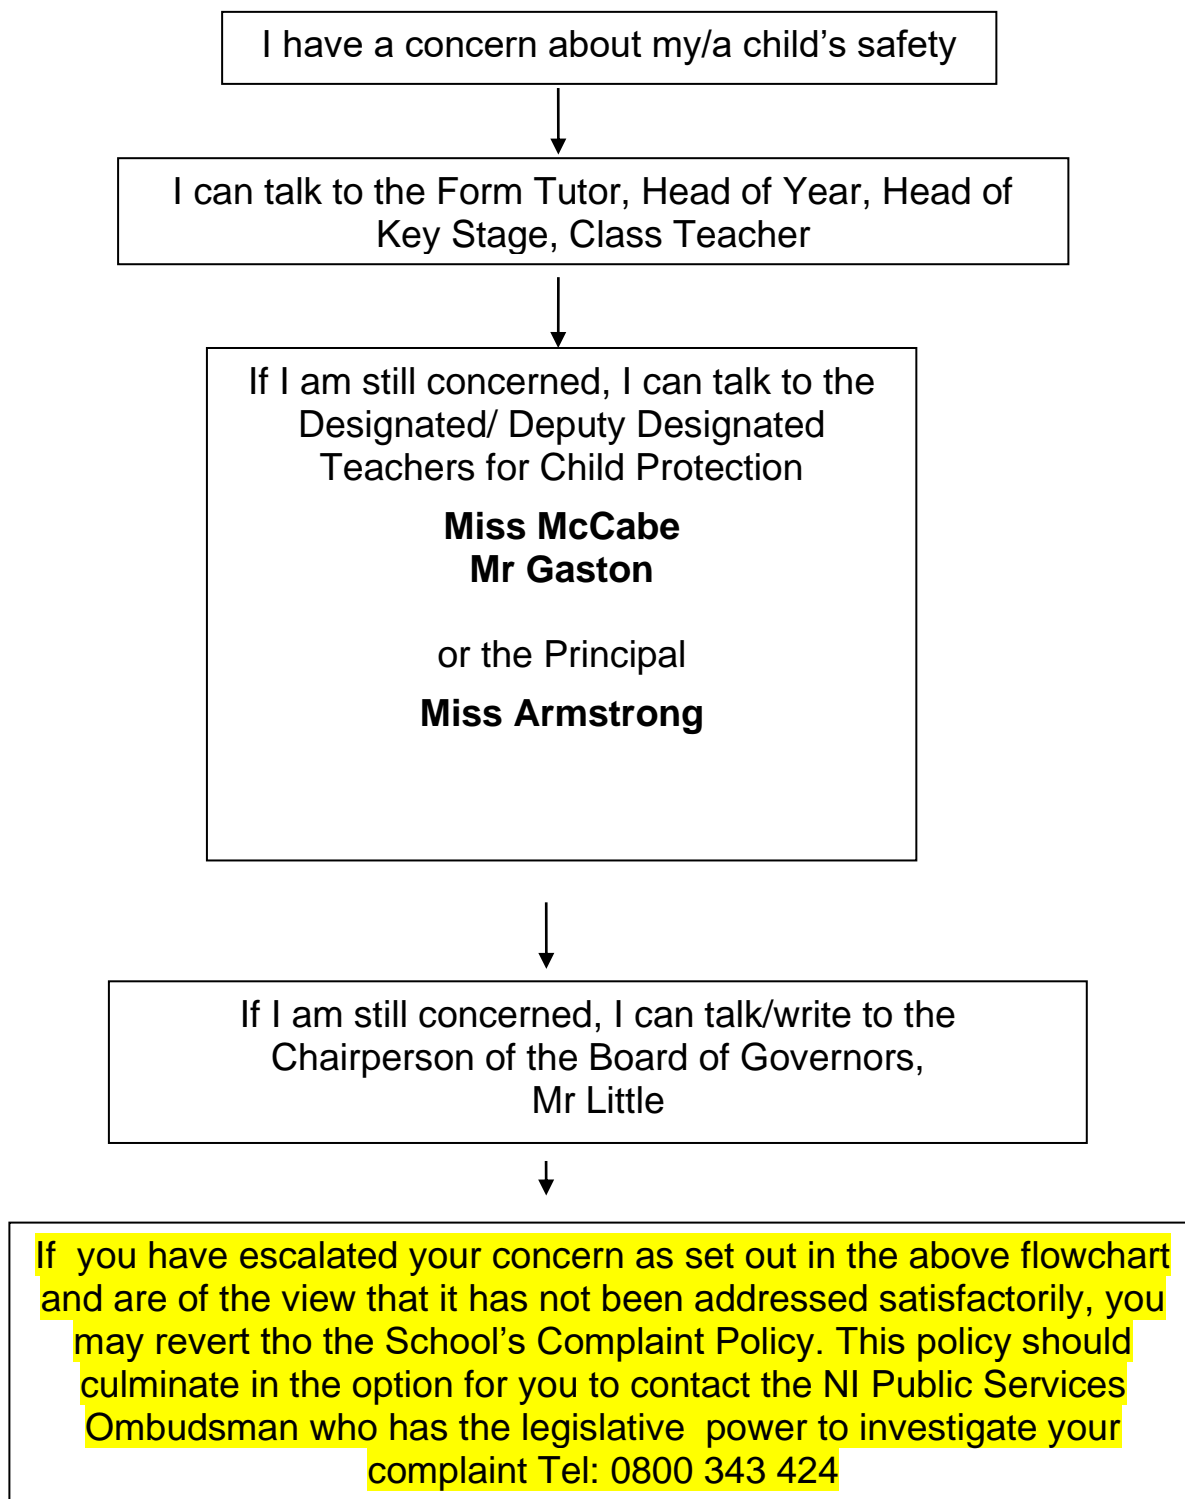 I have a concern about my/a child’s safety
I can talk to the Form Tutor, Head of Year, Head of
Key Stage, Class Teacher
If I am still concerned, I can talk to the
Designated/ Deputy Designated
Teachers for Child Protection
Miss McCabe
Mr Gaston
or the Principal
Miss Armstrong
If I am still concerned, I can talk/write to the
Chairperson of the Board of Governors,
Mr Little
If  you have escalated your concern as set out in the above flowchart
and are of the view that it has not been addressed satisfactorily, you
may revert tho the School’s Complaint Policy. This policy should
culminate in the option for you to contact the NI Public Services
Ombudsman who has the legislative  power to investigate your
complaint Tel: 0800 343 424